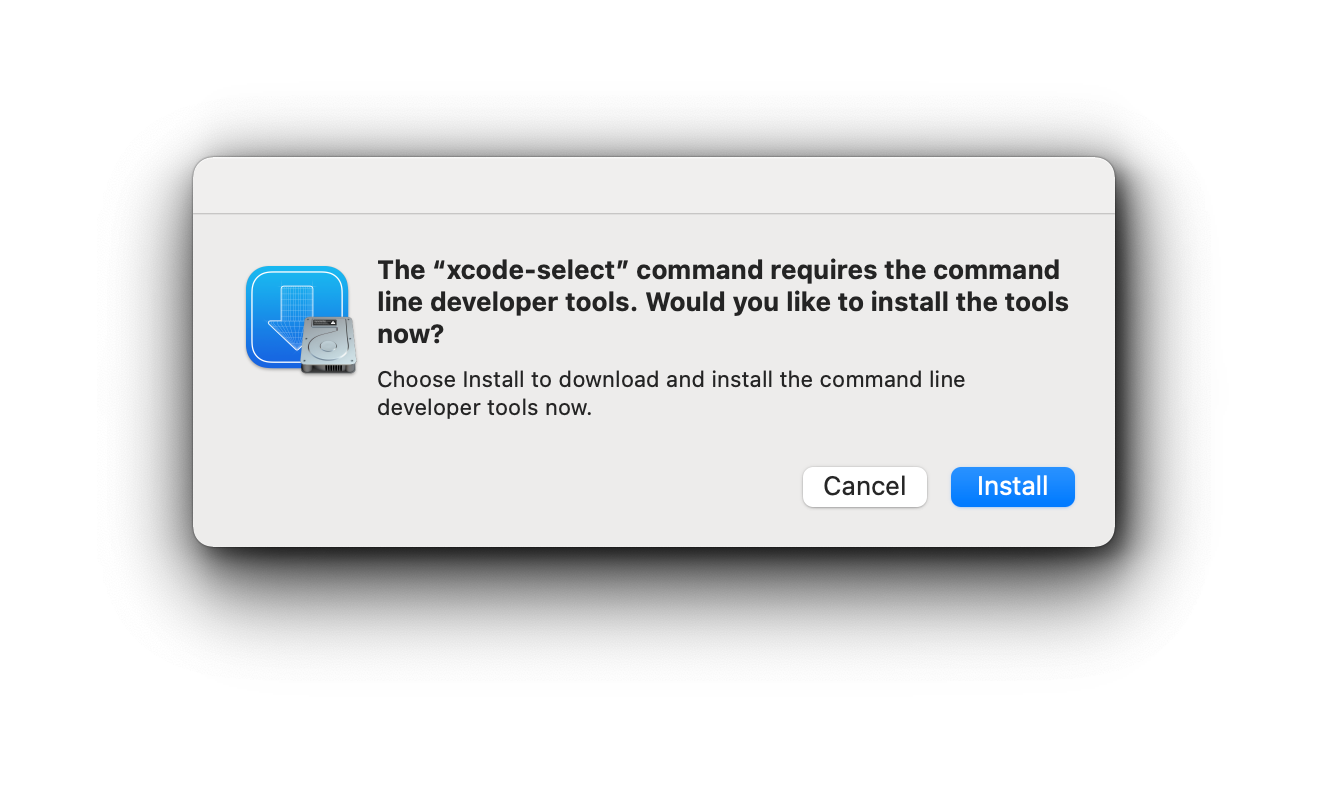 The “xcode-select” command requires the command
line developer tools. Would you like to install the tools
now?
Choose Install to download and install the command line
developer tools now.
Cancel
Install